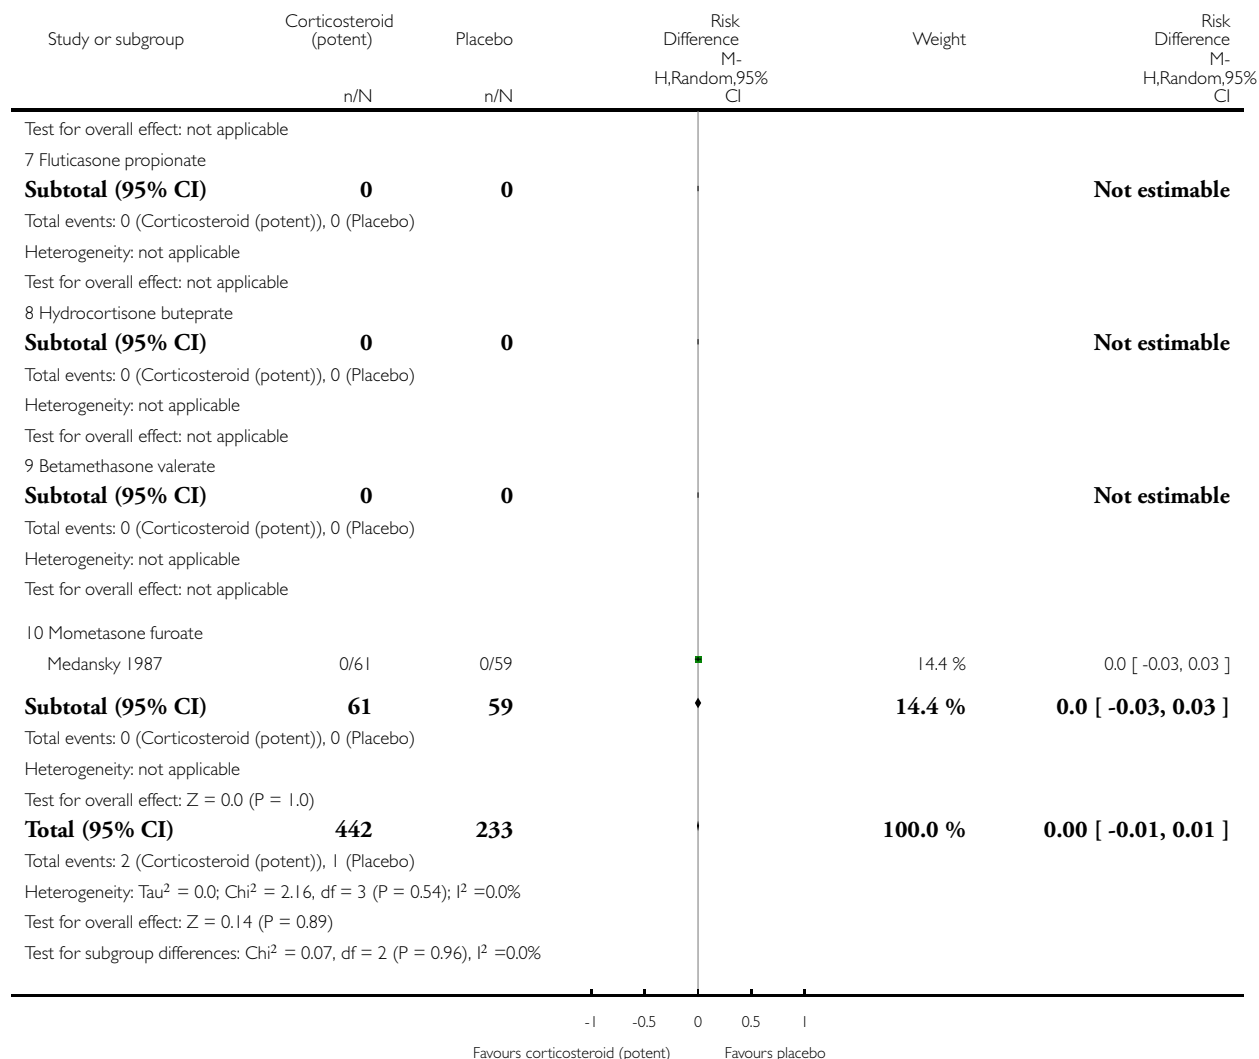 Study or subgroup Corticosteroid (potent) Placebo Risk Difference Weight Risk Difference
M-H,Random,95% CI M-H,Random,95% CI
n/N n/N
Test for overall effect: not applicable
7 Fluticasone propionate
Subtotal (95% CI) 0 0 Not estimable
Total events: 0 (Corticosteroid (potent)), 0 (Placebo)
Heterogeneity: not applicable
Test for overall effect: not applicable
8 Hydrocortisone buteprate
Subtotal (95% CI) 0 0 Not estimable
Total events: 0 (Corticosteroid (potent)), 0 (Placebo)
Heterogeneity: not applicable
Test for overall effect: not applicable
9 Betamethasone valerate
Subtotal (95% CI) 0 0 Not estimable
Total events: 0 (Corticosteroid (potent)), 0 (Placebo)
Heterogeneity: not applicable
Test for overall effect: not applicable
10 Mometasone furoate
Medansky 1987 0/61 0/59 14.4 % 0.0 [ -0.03, 0.03 ]
Subtotal (95% CI) 61 59 14.4 % 0.0 [ -0.03, 0.03 ]
Total events: 0 (Corticosteroid (potent)), 0 (Placebo)
Heterogeneity: not applicable
Test for overall effect: Z = 0.0 (P = 1.0)
Total (95% CI) 442 233 100.0 % 0.00 [ -0.01, 0.01 ]
Total events: 2 (Corticosteroid (potent)), 1 (Placebo)
Heterogeneity: Tau² = 0.0; Chi² = 2.16, df = 3 (P = 0.54); I² =0.0%
Test for overall effect: Z = 0.14 (P = 0.89)
Test for subgroup differences: Chi² = 0.07, df = 2 (P = 0.96), I² =0.0%
-1 -0.5 0 0.5 1
Favours corticosteroid (potent) Favours placebo